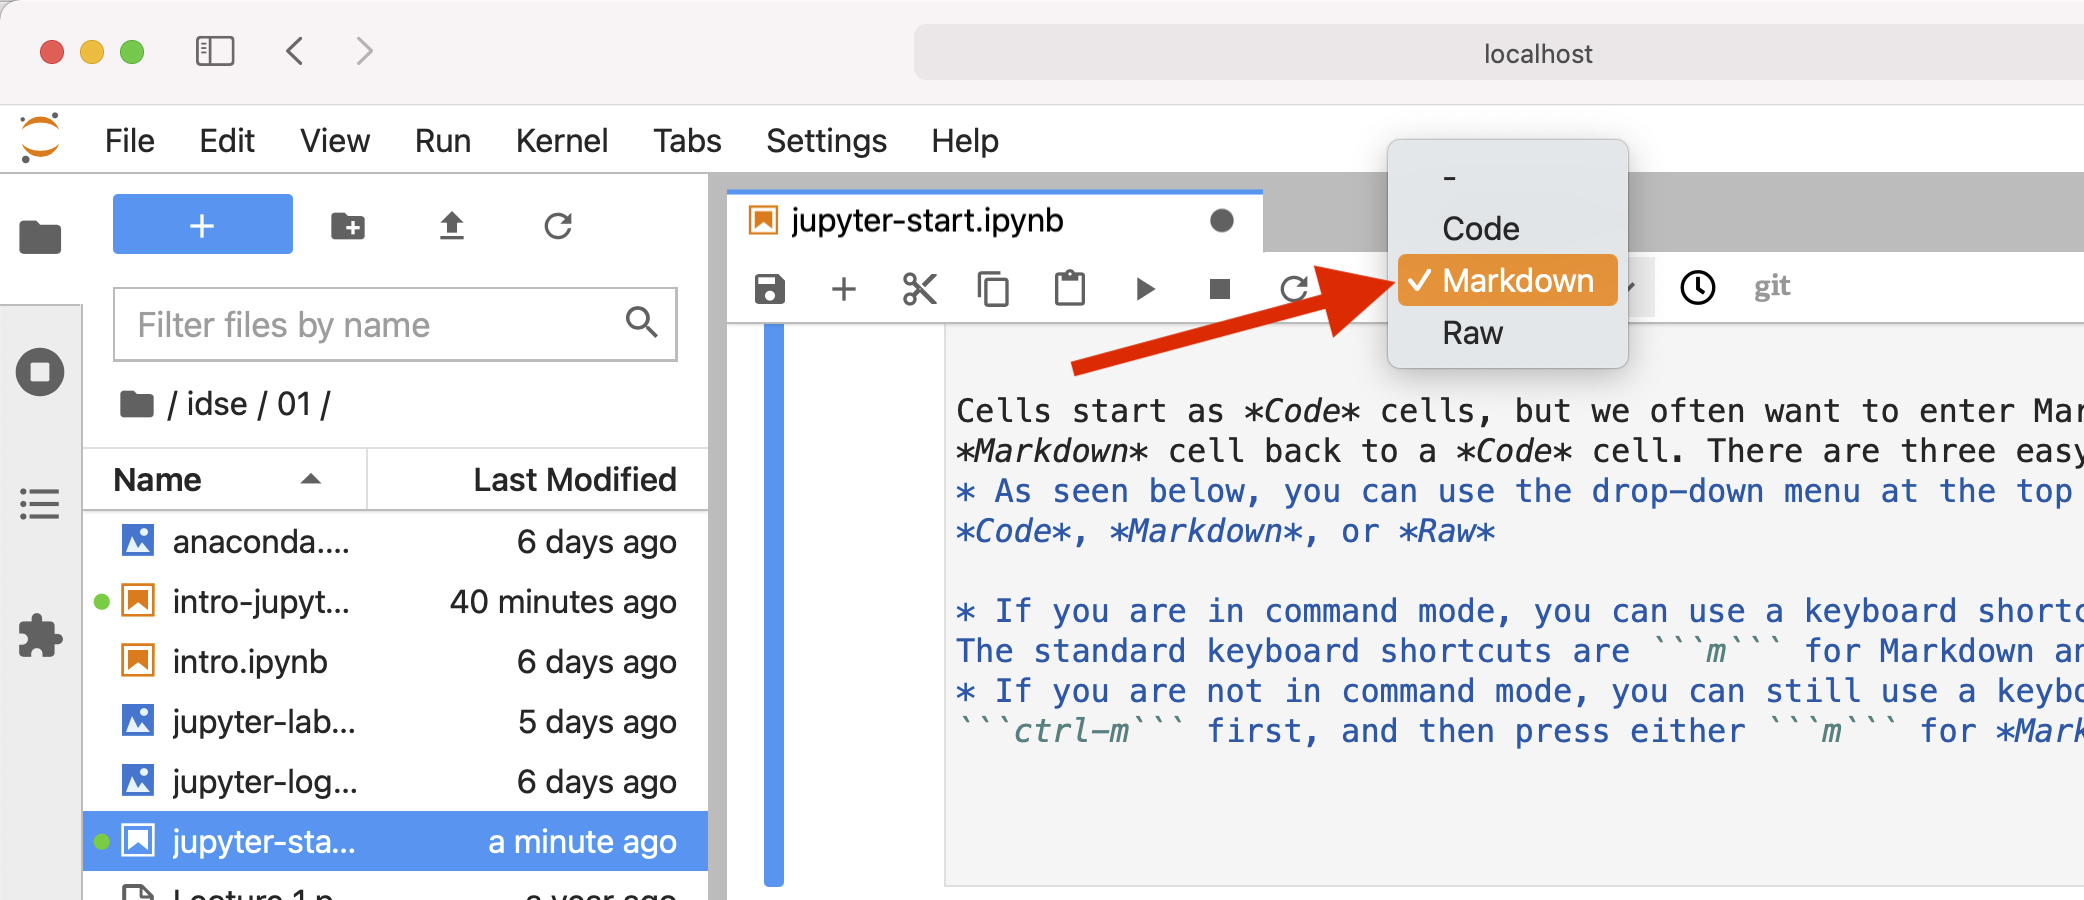 localhost
File Edit View Run Kernel Tabs Settings Help
+
Filter files by name
/ idse / 01 /
Name Last Modified
anaconda.... 6 days ago
intro-jupyt... 40 minutes ago
intro.ipynb 6 days ago
jupyter-lab... 5 days ago
jupyter-log... 6 days ago
jupyter-sta... a minute ago
Lecture 1 p a year ago
jupyter-start.ipynb
-
Code
✓ Markdown
Raw
git
Cells start as *Code* cells, but we often want to enter Mar
*Markdown* cell back to a *Code* cell. There are three easy
* As seen below, you can use the drop-down menu at the top
*Code*, *Markdown*, or *Raw*
* If you are in command mode, you can use a keyboard shortc
The standard keyboard shortcuts are ```m``` for Markdown an
* If you are not in command mode, you can still use a keybo
```ctrl-m``` first, and then press either ```m``` for *Mark